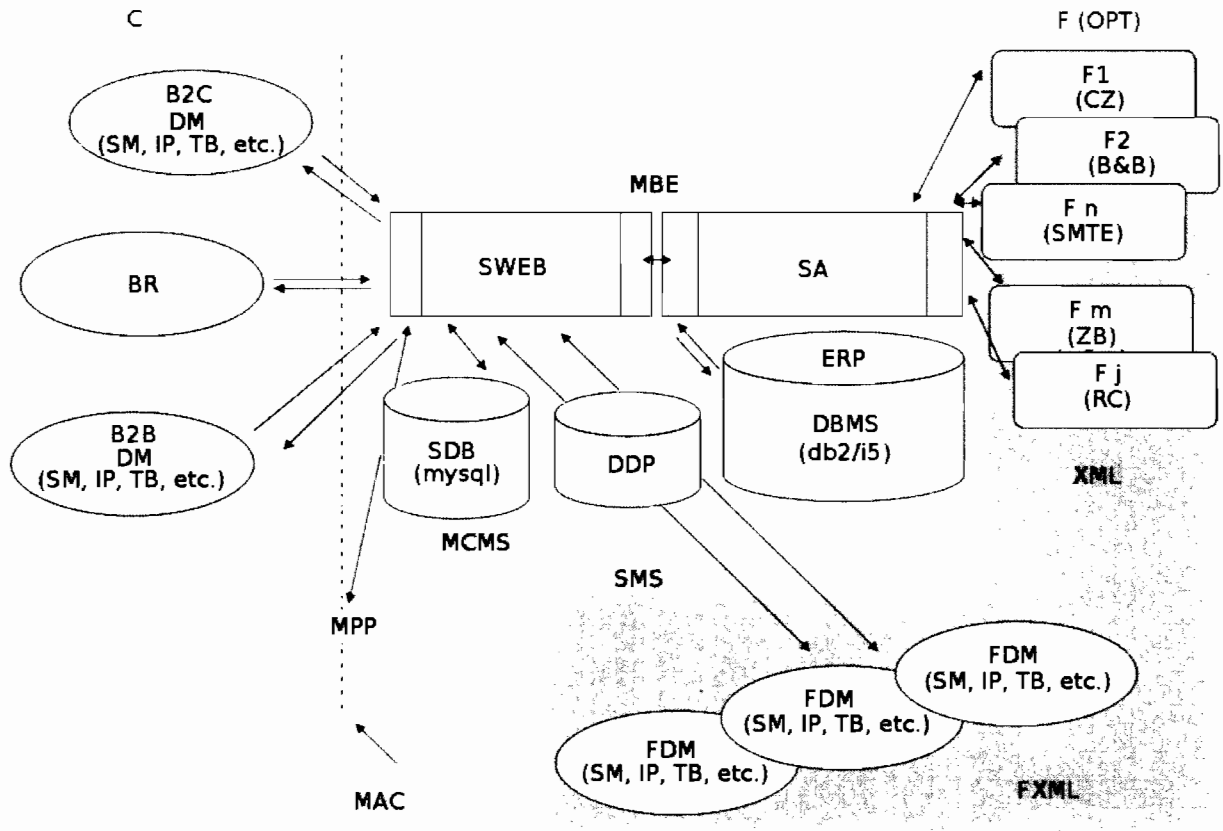 C
F (OPT)
B2C
DM
(SM, IP, TB, etc.)
F1
(CZ)
F2
(B&B)
MBE
F n
(SMTE)
BR
SWEB
SA
F m
(ZB)
F j
(RC)
ERP
DBMS
(db2/i5)
B2B
DM
(SM, IP, TB, etc.)
SDB
(mysql)
DDP
XML
MCMS
SMS
MPP
FDM
(SM, IP, TB, etc.)
FDM
(SM, IP, TB, etc.)
FDM
(SM, IP, TB, etc.)
MAC
FXML